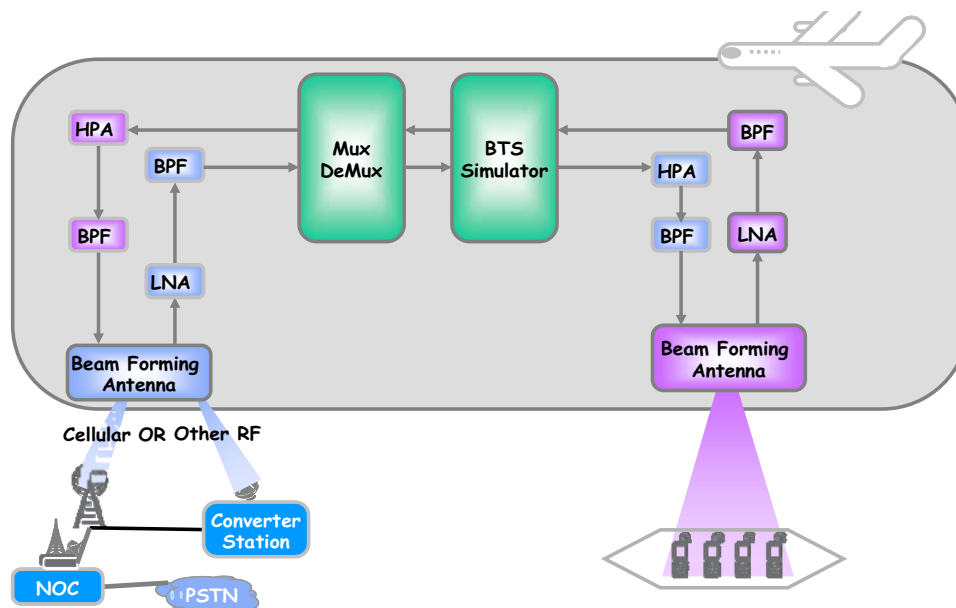 HPA
BPF
BPF
LNA
Mux
DeMux
BTS
Simulator
HPA
BPF
BPF
LNA
Beam Forming
Antenna
Beam Forming
Antenna
Cellular OR Other RF
Converter
Station
NOC
PSTN